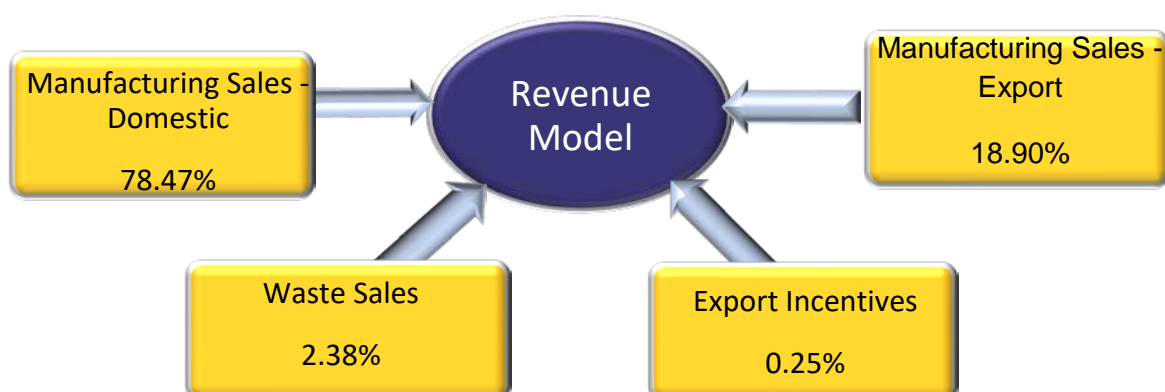 Manufacturing Sales -
Domestic
78.47%
Revenue
Model
Manufacturing Sales -
Export
18.90%
Waste Sales
2.38%
Export Incentives
0.25%